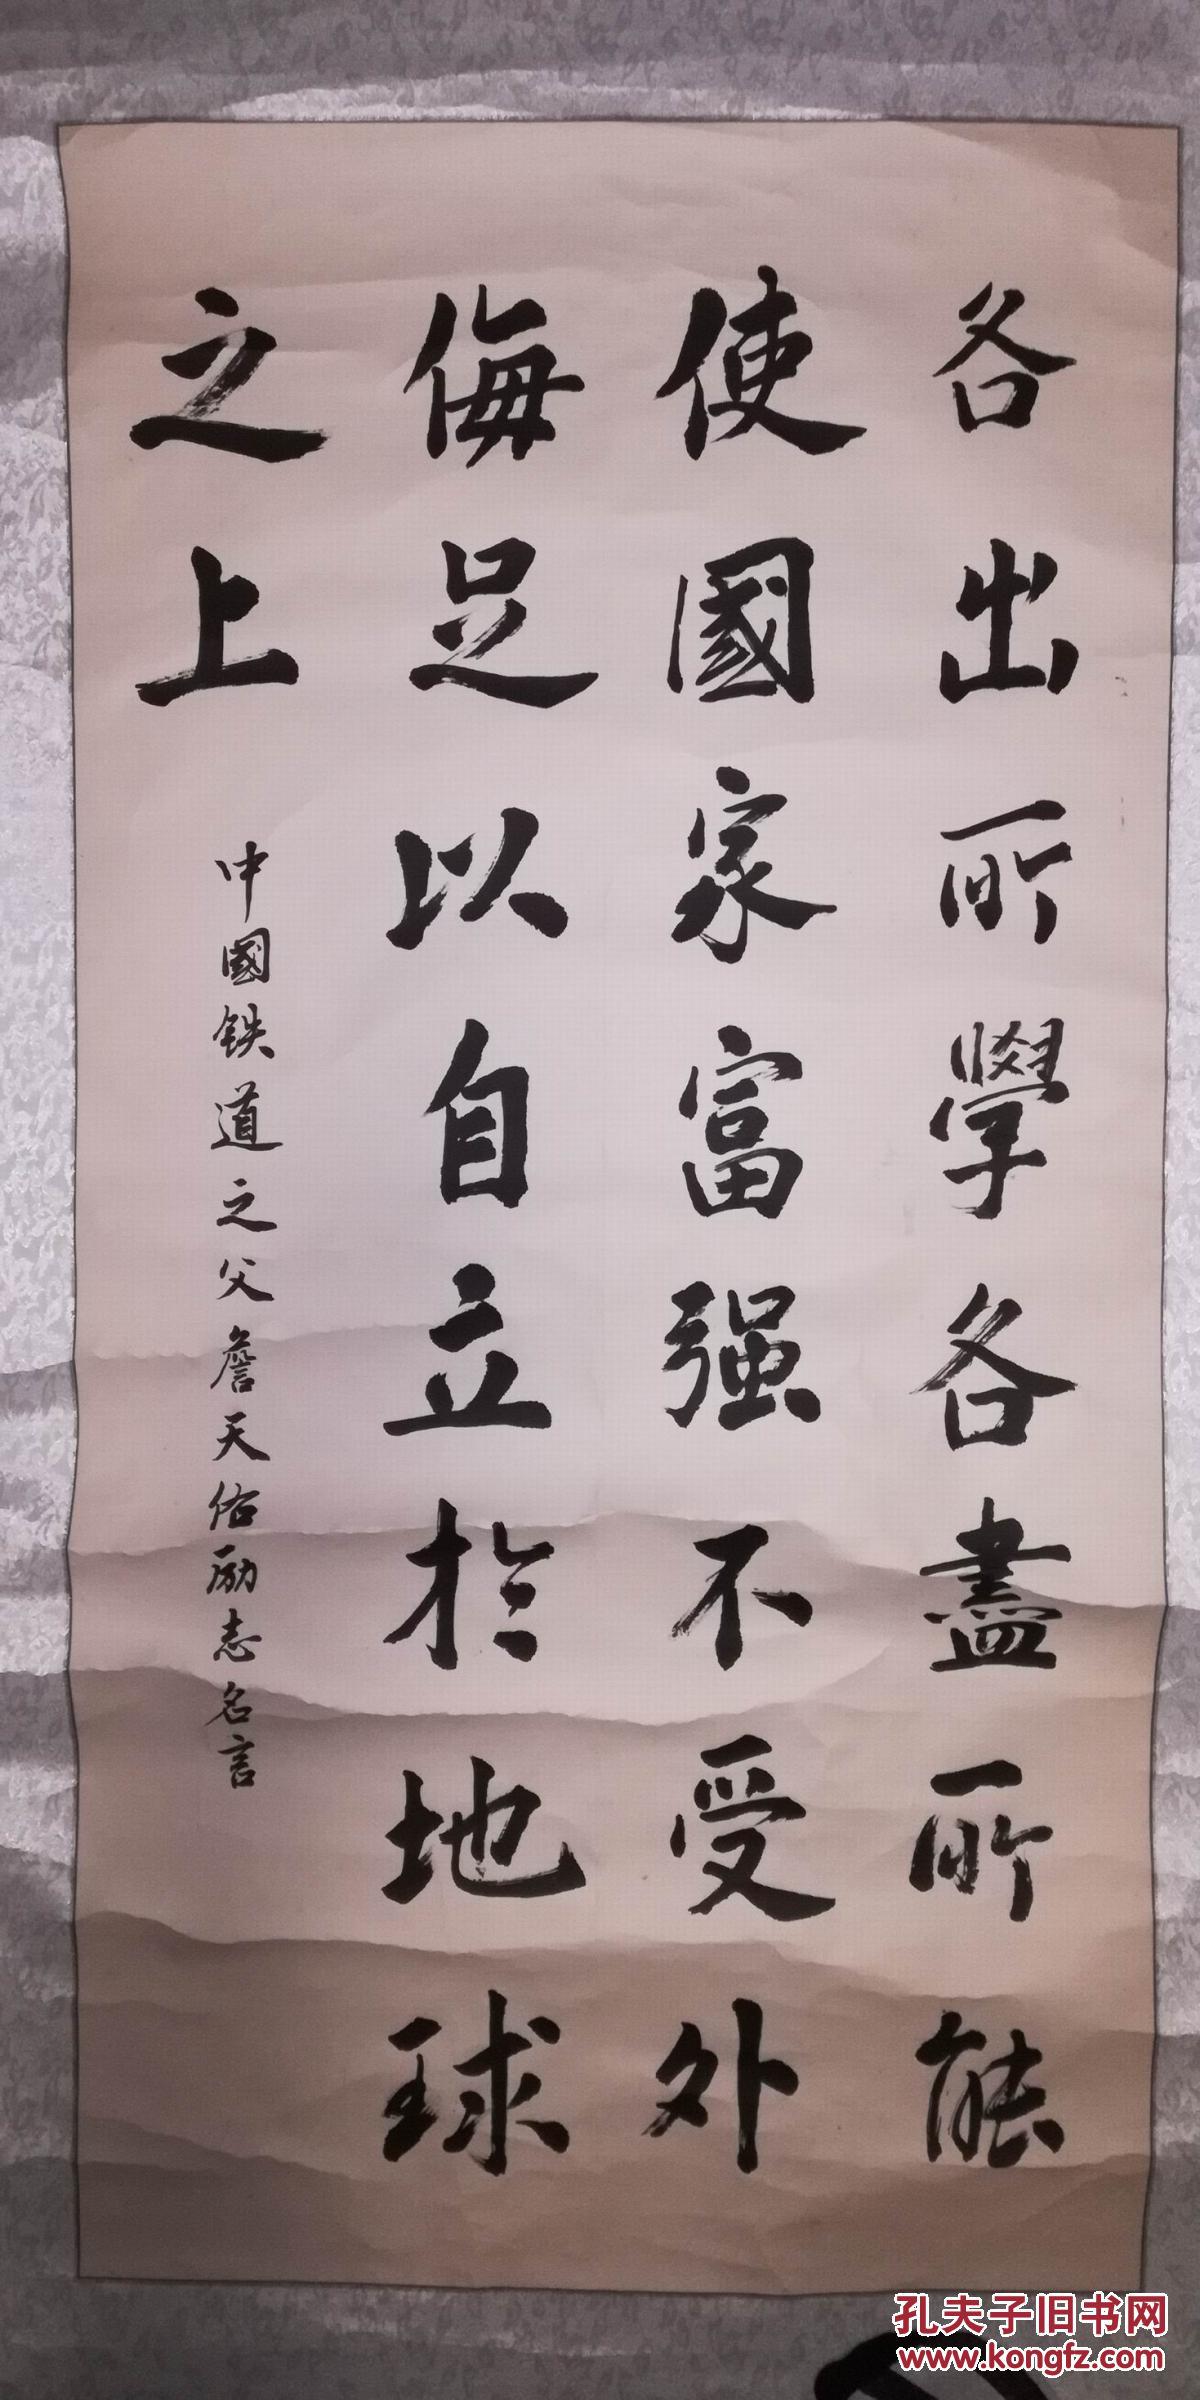 各出所學各盡所能
使國家富强不受外
侮足以自立於地球
之上
中國铁道之父詹天佑励志名言
孔夫子旧书网
www.kongfz.com